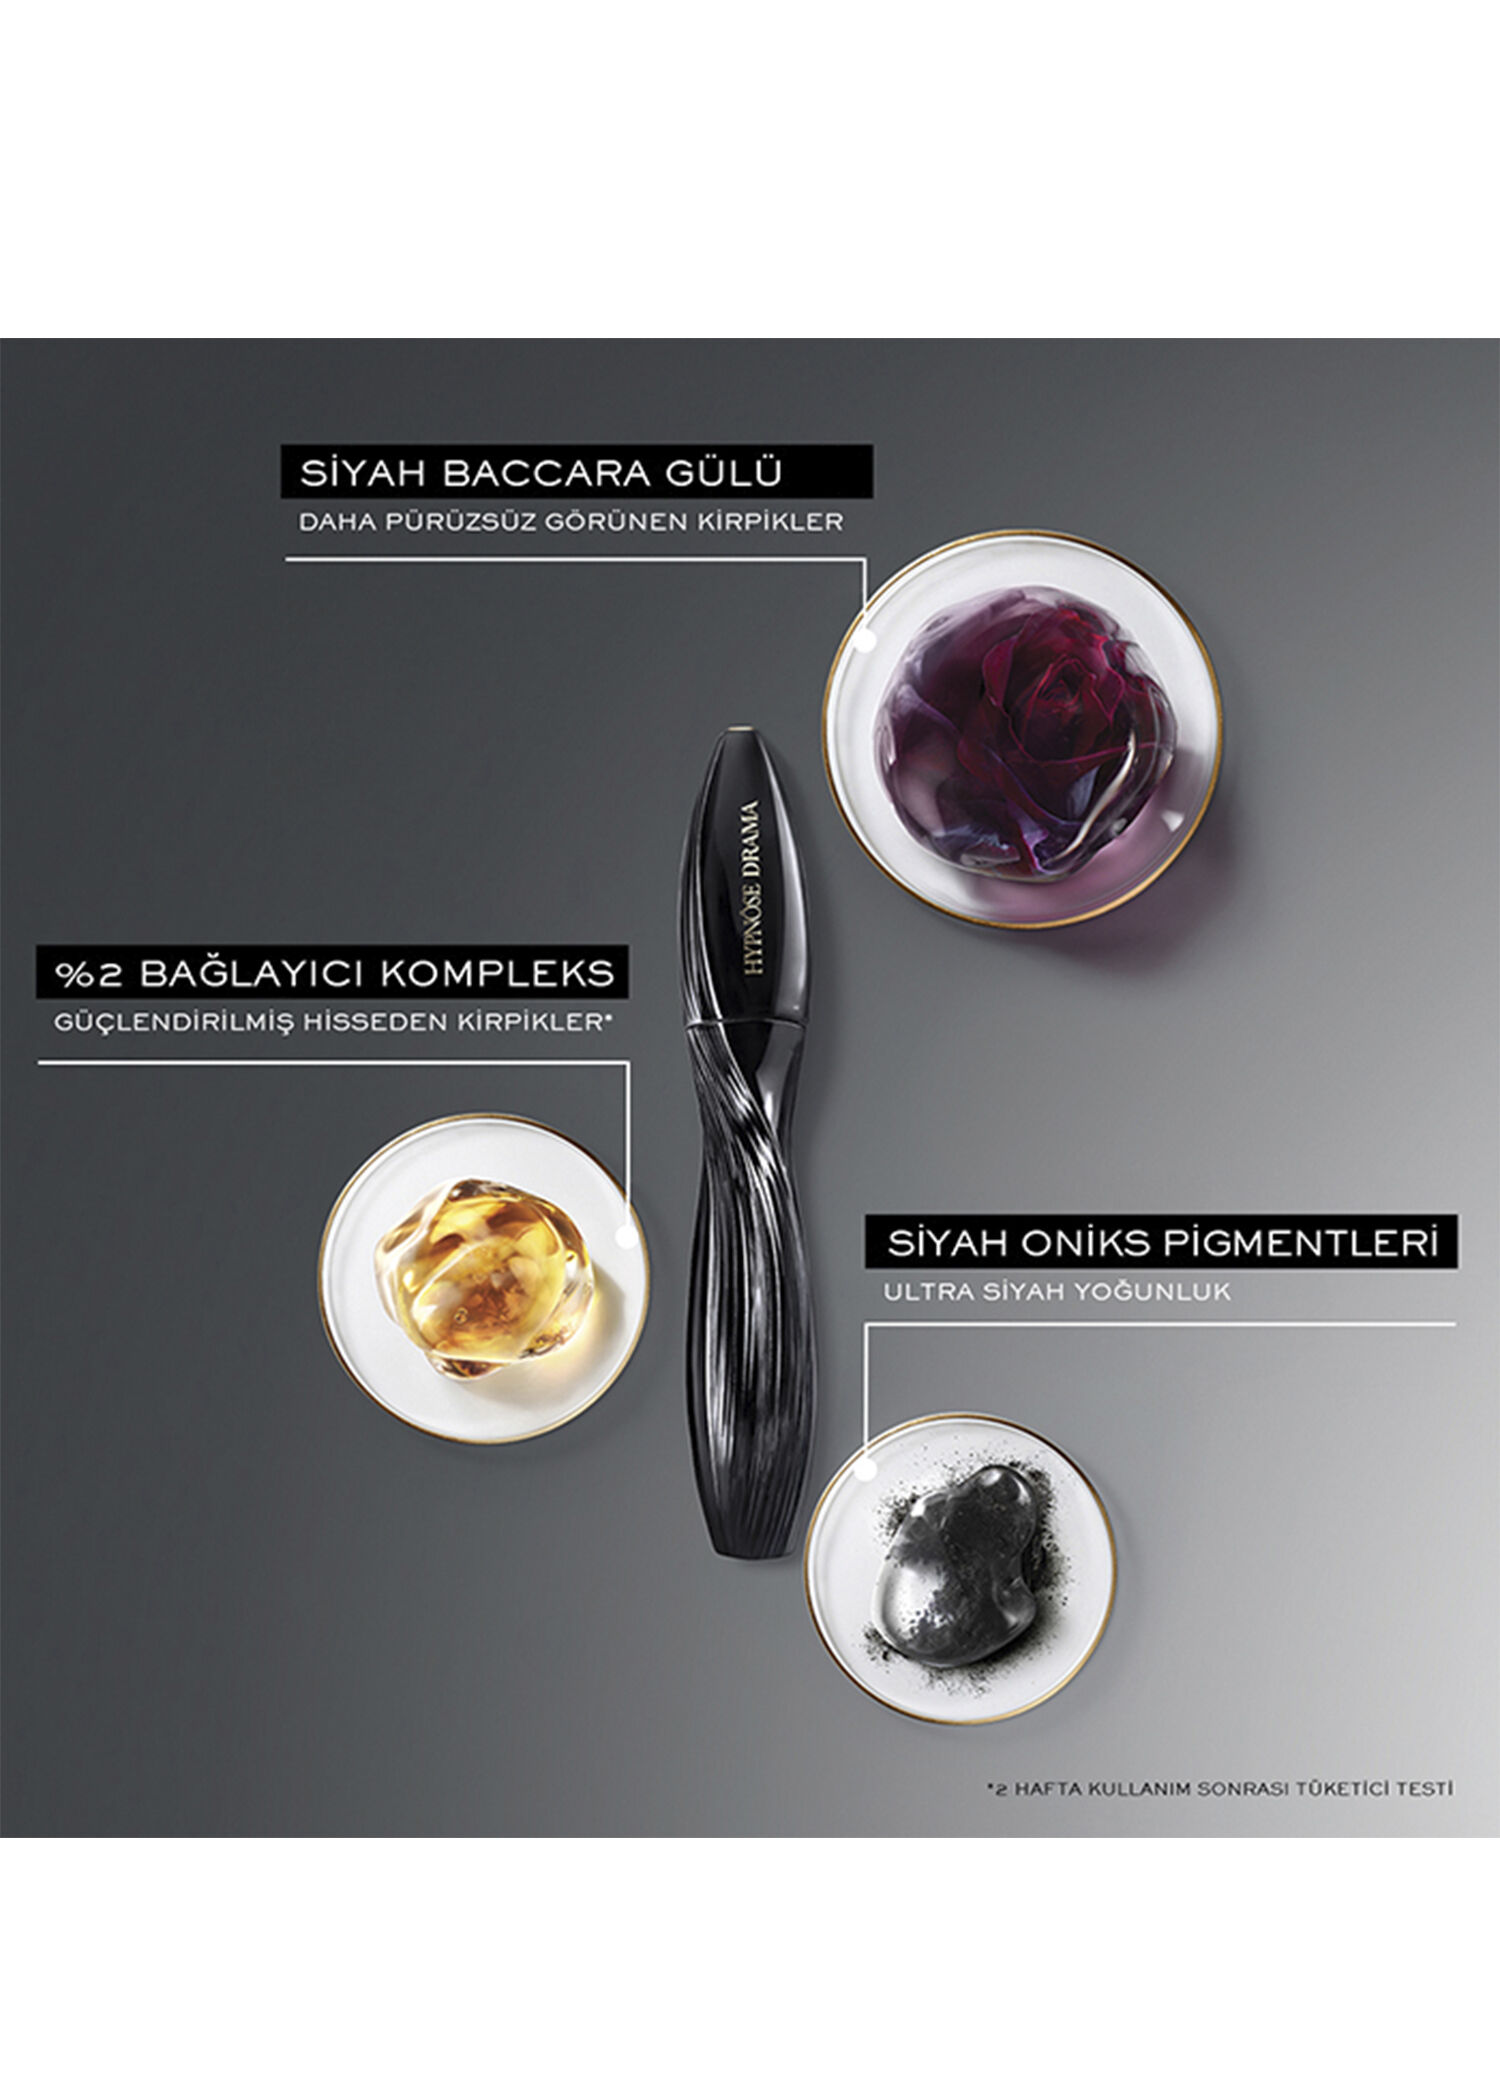 SİYAH BACCARA GÜLÜ
DAHA PÜRÜZSÜZ GÖRÜNEN KİRPİKLER
HYPNÔSE DRAMA
%2 BAĞLAYICI KOMPLEKS
GÜÇLENDİRİLMİŞ HİSSEDEN KİRPİKLER*
SİYAH ONİKS PİGMENTLERİ
ULTRA SİYAH YOĞUNLUK
*2 HAFTA KULLANIM SONRASI TÜKETİCİ TESTİ